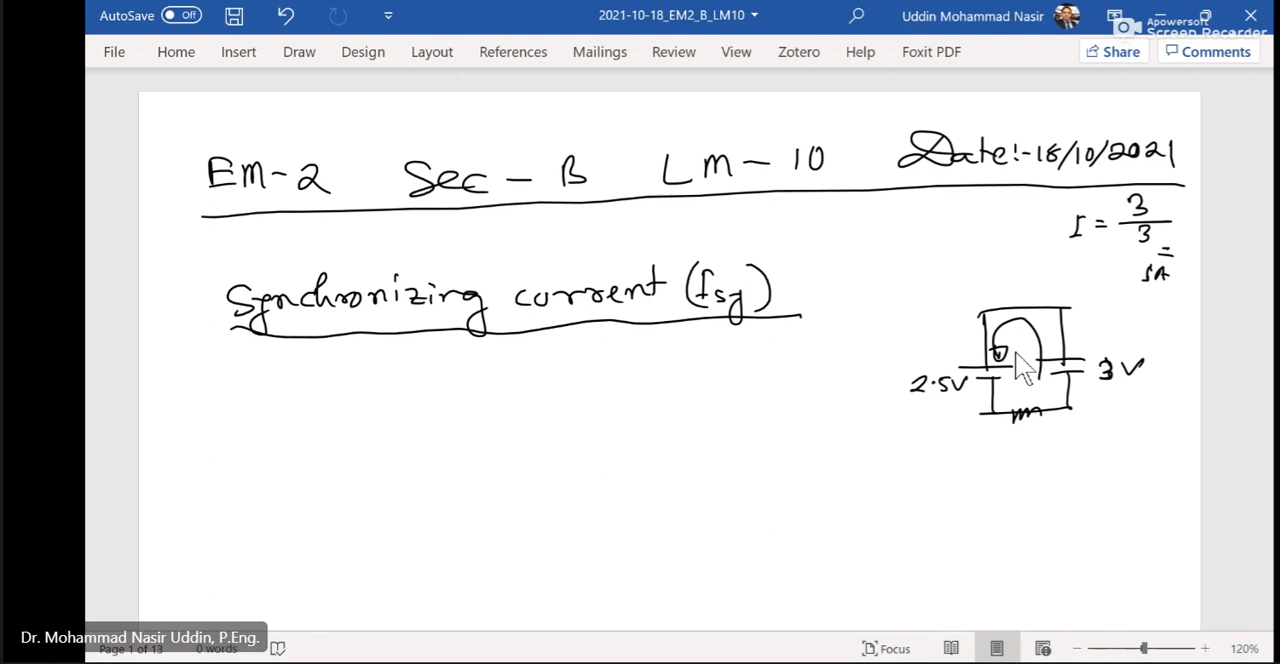 AutoSave Off 2021-10-18_EM2_B_LM10 Uddin Mohammad Nasir
Apowersoft
Screen Recorder
File Home Insert Draw Design Layout References Mailings Review View Zotero Help Foxit PDF Share Comments
EM-2 Sec - B LM - 10 Date:-18/10/2021
I = 3
3
=
Synchronizing current (Isy)
2.5V 3V
Dr. Mohammad Nasir Uddin, P.Eng.
Page 1 of 13 0 words Focus 120%